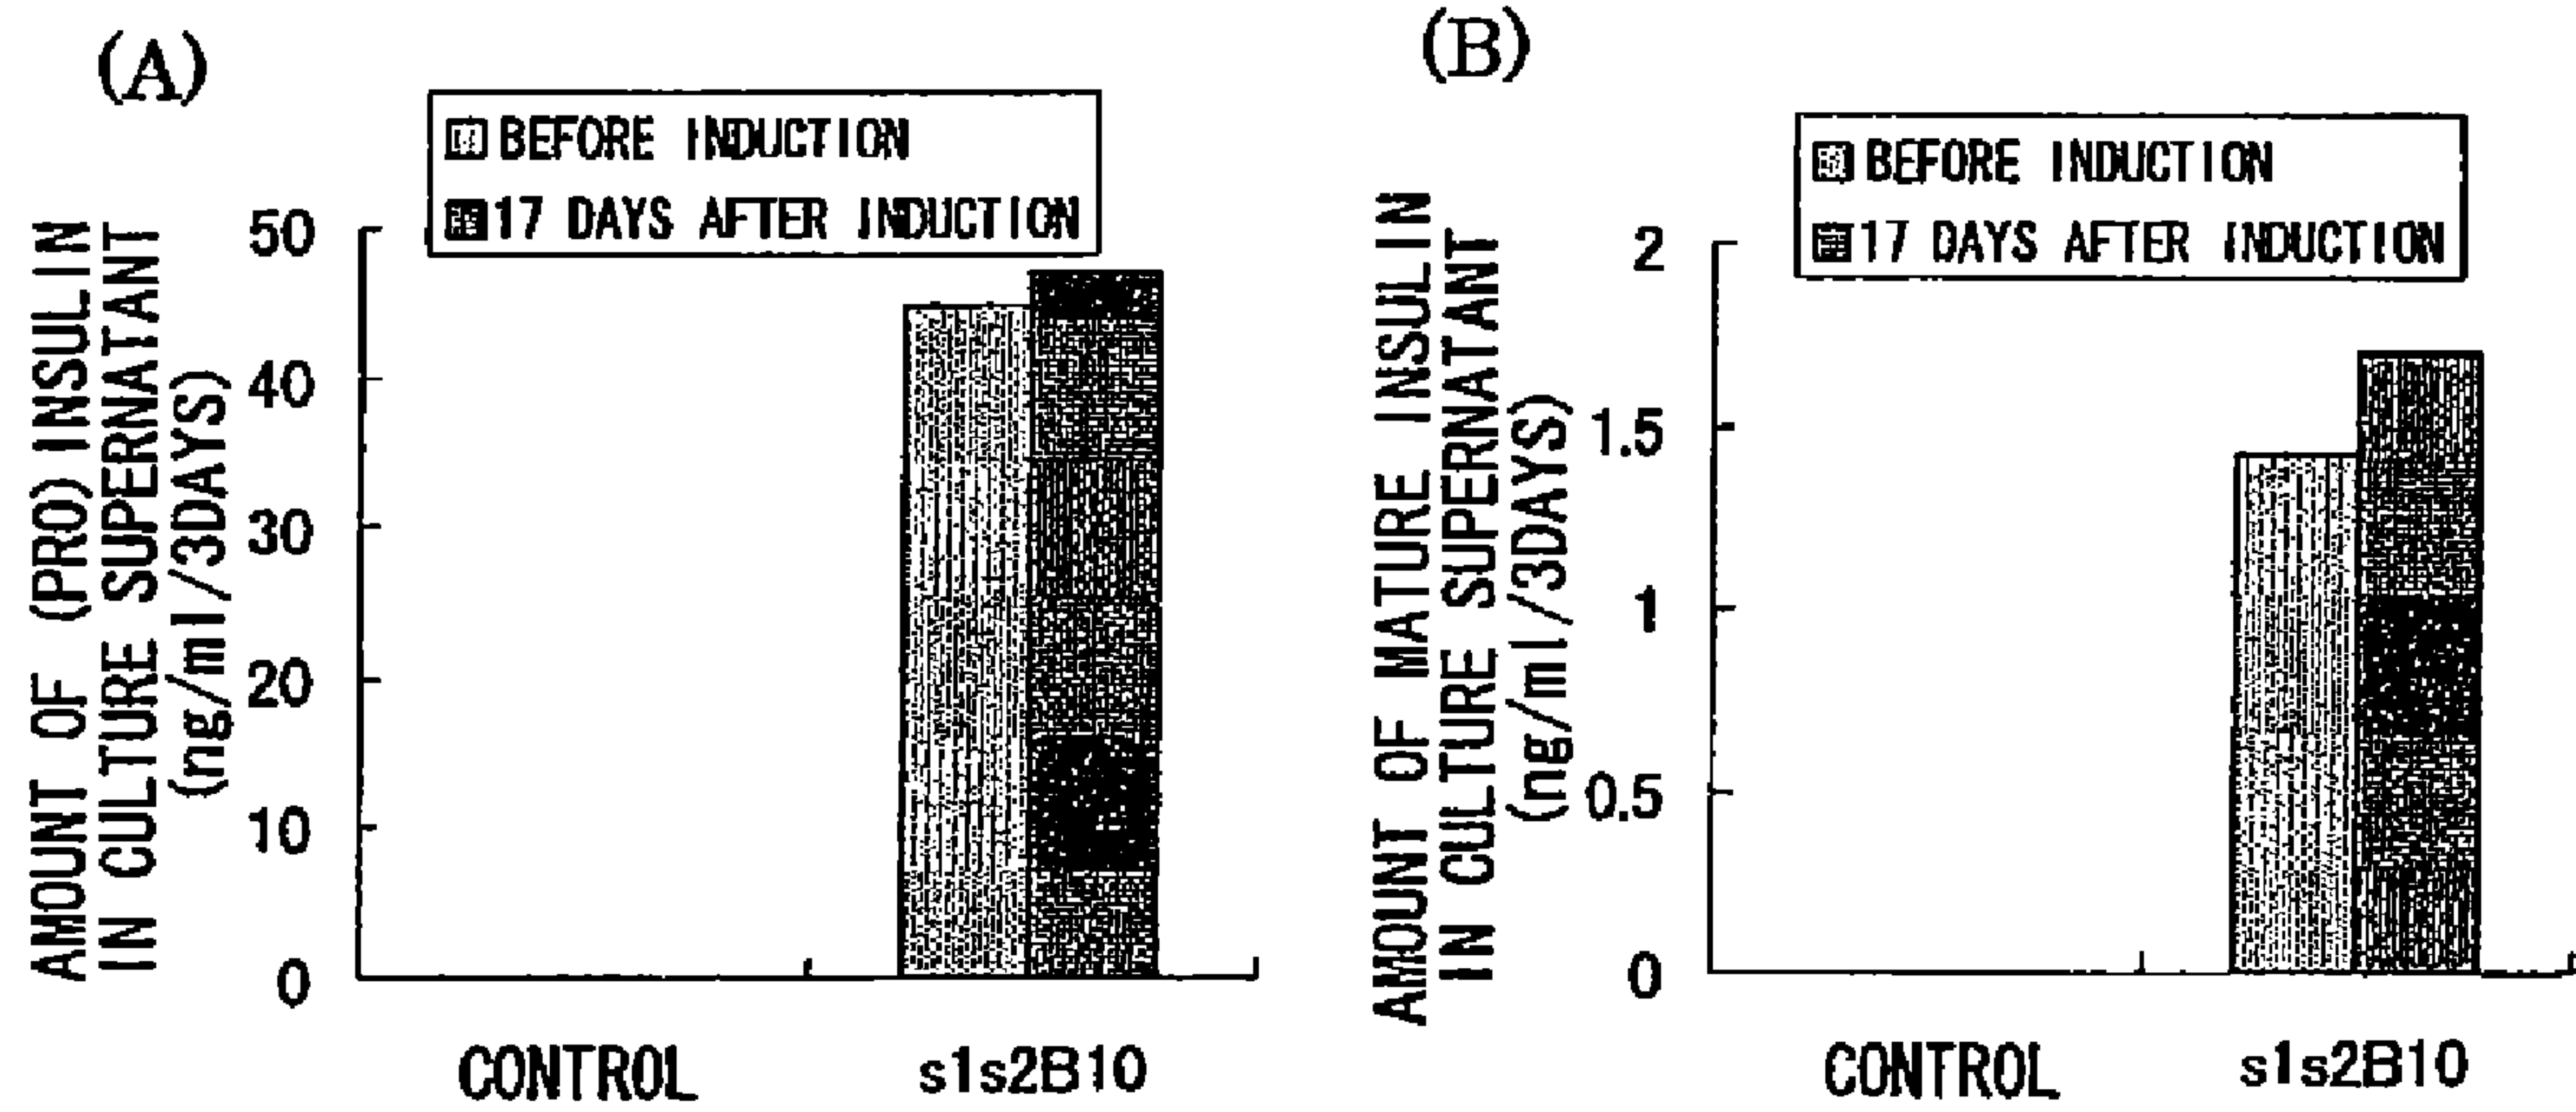 (A)
BEFORE INDUCTION
17 DAYS AFTER INDUCTION
AMOUNT OF (PRO) INSULIN
IN CULTURE SUPERNATANT
(ng/ml/3DAYS)
50
40
30
20
10
0
CONTROL
s1s2B10
(B)
BEFORE INDUCTION
17 DAYS AFTER INDUCTION
AMOUNT OF MATURE INSULIN
IN CULTURE SUPERNATANT
(ng/ml/3DAYS)
2
1.5
1
0.5
0
CONTROL
s1s2B10